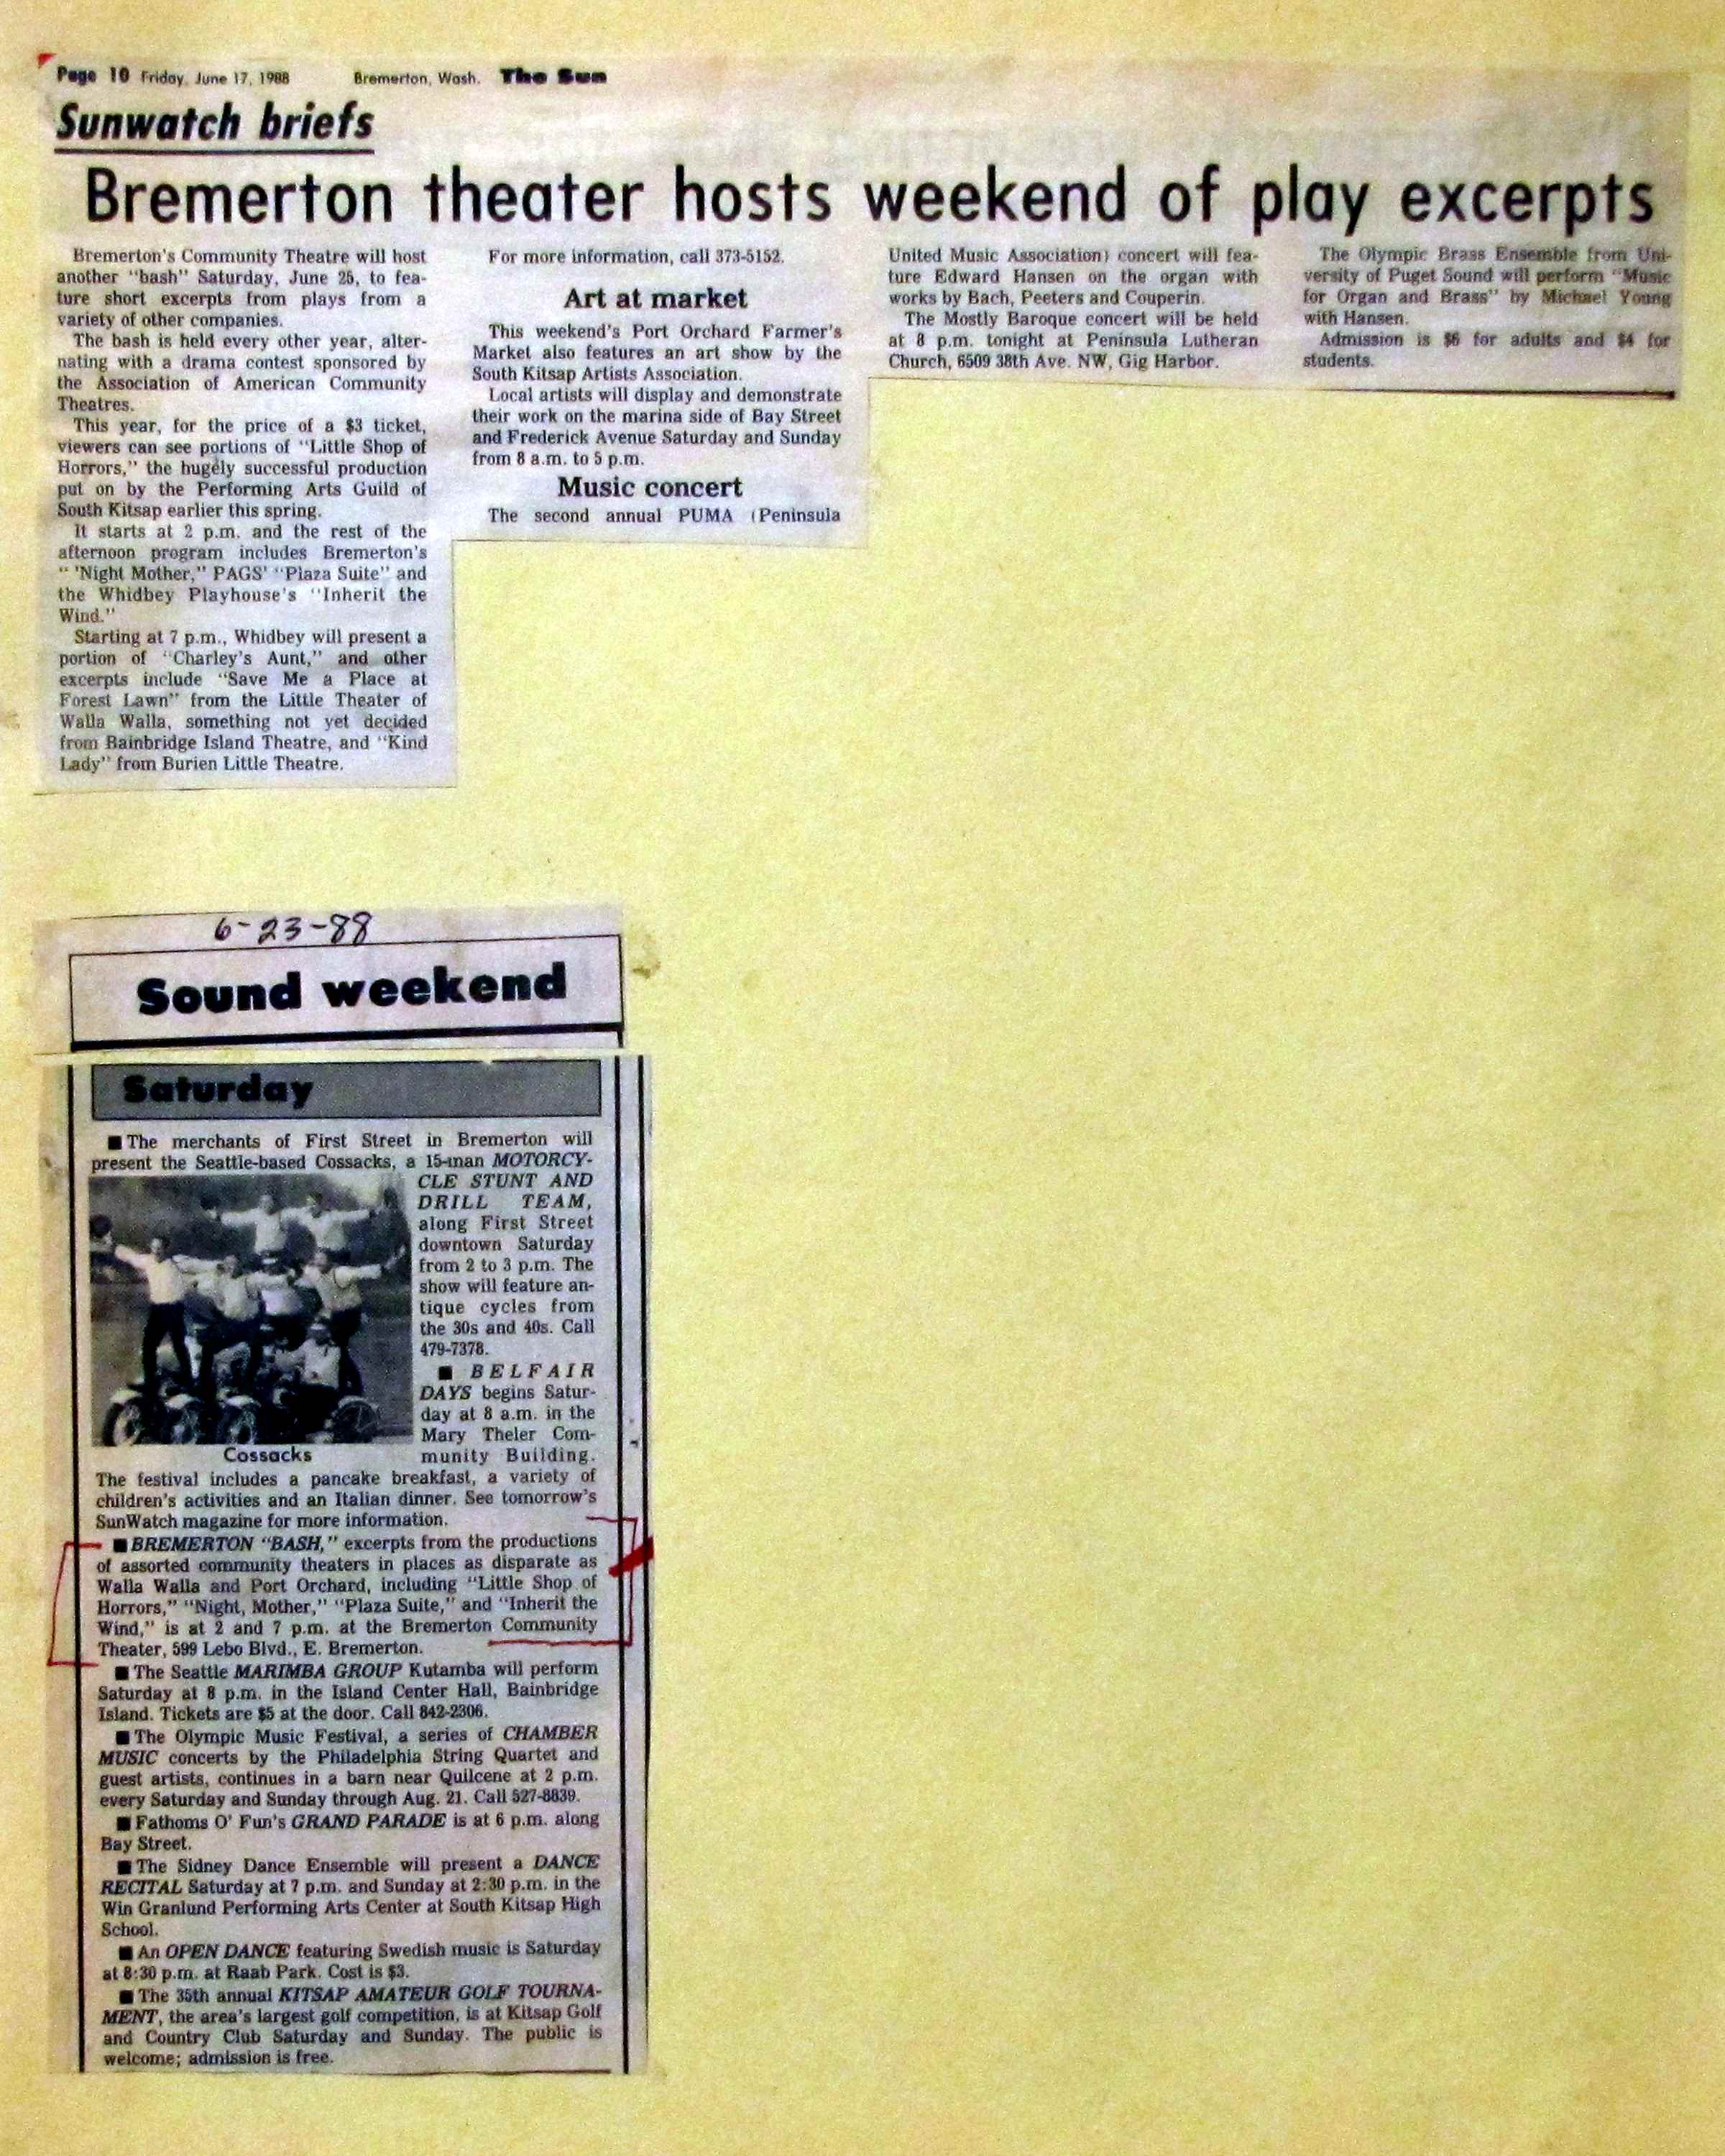 Page 10 Friday, June 17, 1988 Bremerton, Wash. The Sun
Sunwatch briefs
Bremerton theater hosts weekend of play excerpts
Bremerton's Community Theatre will host
another "bash" Saturday, June 25, to fea-
ture short excerpts from plays from a
variety of other companies.
The bash is held every other year, alter-
nating with a drama contest sponsored by
the Association of American Community
Theatres.
This year, for the price of a $3 ticket,
viewers can see portions of "Little Shop of
Horrors," the hugely successful production
put on by the Performing Arts Guild of
South Kitsap earlier this spring.
It starts at 2 p.m. and the rest of the
afternoon program includes Bremerton's
" 'Night Mother," PAGS' "Plaza Suite" and
the Whidbey Playhouse's "Inherit the
Wind."
Starting at 7 p.m., Whidbey will present a
portion of "Charley's Aunt," and other
excerpts include "Save Me a Place at
Forest Lawn" from the Little Theater of
Walla Walla, something not yet decided
from Bainbridge Island Theatre, and "Kind
Lady" from Burien Little Theatre.
For more information, call 373-5152.
Art at market
This weekend's Port Orchard Farmer's
Market also features an art show by the
South Kitsap Artists Association.
Local artists will display and demonstrate
their work on the marina side of Bay Street
and Frederick Avenue Saturday and Sunday
from 8 a.m. to 5 p.m.
Music concert
The second annual PUMA (Peninsula
United Music Association) concert will fea-
ture Edward Hansen on the organ with
works by Bach, Peeters and Couperin.
The Mostly Baroque concert will be held
at 8 p.m. tonight at Peninsula Lutheran
Church, 6509 38th Ave. NW, Gig Harbor.
The Olympic Brass Ensemble from Uni-
versity of Puget Sound will perform "Music
for Organ and Brass" by Michael Young
with Hansen.
Admission is $6 for adults and $4 for
students.
6-23-88
Sound weekend
Saturday
■ The merchants of First Street in Bremerton will
present the Seattle-based Cossacks, a 15-man MOTORCY-
CLE STUNT AND
DRILL TEAM,
along First Street
downtown Saturday
from 2 to 3 p.m. The
show will feature an-
tique cycles from
the 30s and 40s. Call
479-7378.
■ BELFAIR
DAYS begins Satur-
day at 8 a.m. in the
Mary Theler Com-
munity Building.
Cossacks
The festival includes a pancake breakfast, a variety of
children's activities and an Italian dinner. See tomorrow's
SunWatch magazine for more information.
■ BREMERTON "BASH," excerpts from the productions
of assorted community theaters in places as disparate as
Walla Walla and Port Orchard, including "Little Shop of
Horrors," "Night, Mother," "Plaza Suite," and "Inherit the
Wind," is at 2 and 7 p.m. at the Bremerton Community
Theater, 599 Lebo Blvd., E. Bremerton.
■ The Seattle MARIMBA GROUP Kutamba will perform
Saturday at 8 p.m. in the Island Center Hall, Bainbridge
Island. Tickets are $5 at the door. Call 842-2306.
■ The Olympic Music Festival, a series of CHAMBER
MUSIC concerts by the Philadelphia String Quartet and
guest artists, continues in a barn near Quilcene at 2 p.m.
every Saturday and Sunday through Aug. 21. Call 527-8839.
■ Fathoms O' Fun's GRAND PARADE is at 6 p.m. along
Bay Street.
■ The Sidney Dance Ensemble will present a DANCE
RECITAL Saturday at 7 p.m. and Sunday at 2:30 p.m. in the
Win Granlund Performing Arts Center at South Kitsap High
School.
■ An OPEN DANCE featuring Swedish music is Saturday
at 8:30 p.m. at Raab Park. Cost is $3.
■ The 35th annual KITSAP AMATEUR GOLF TOURNA-
MENT, the area's largest golf competition, is at Kitsap Golf
and Country Club Saturday and Sunday. The public is
welcome; admission is free.